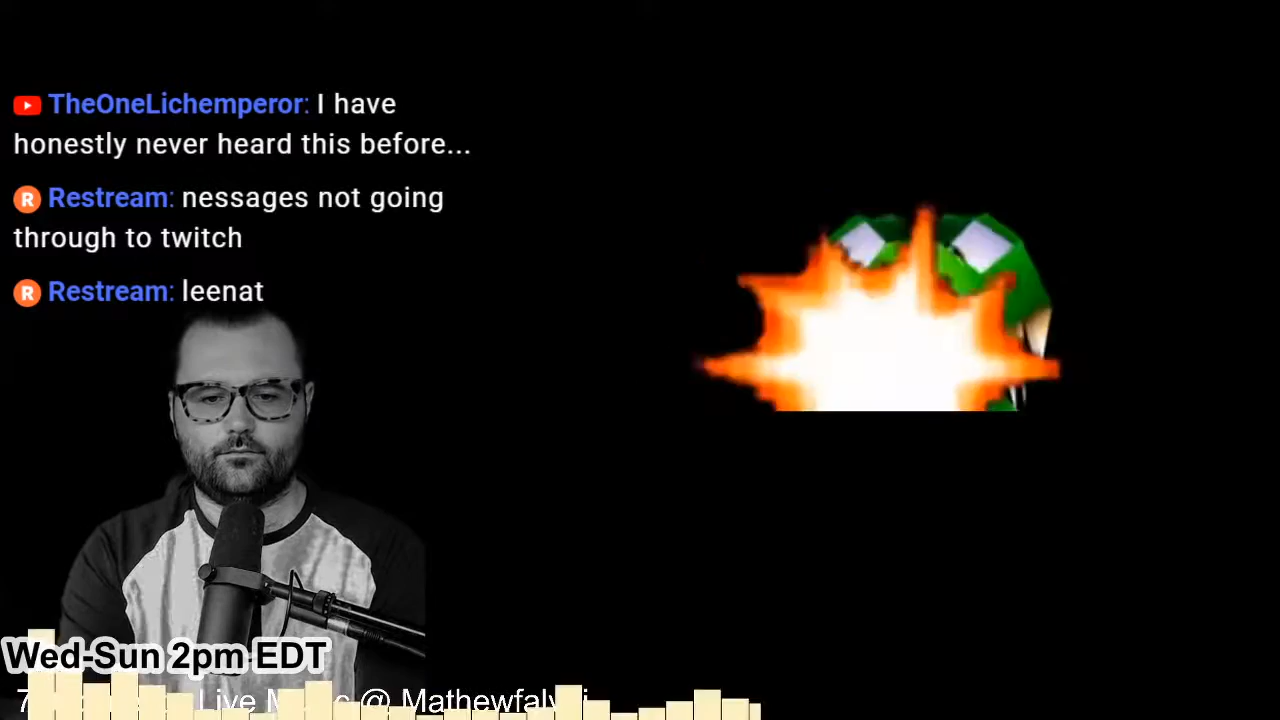 TheOneLichemperor: I have
honestly never heard this before...
Restream: nessages not going
through to twitch
Restream: leenat
Wed-Sun 2pm EDT
Live @